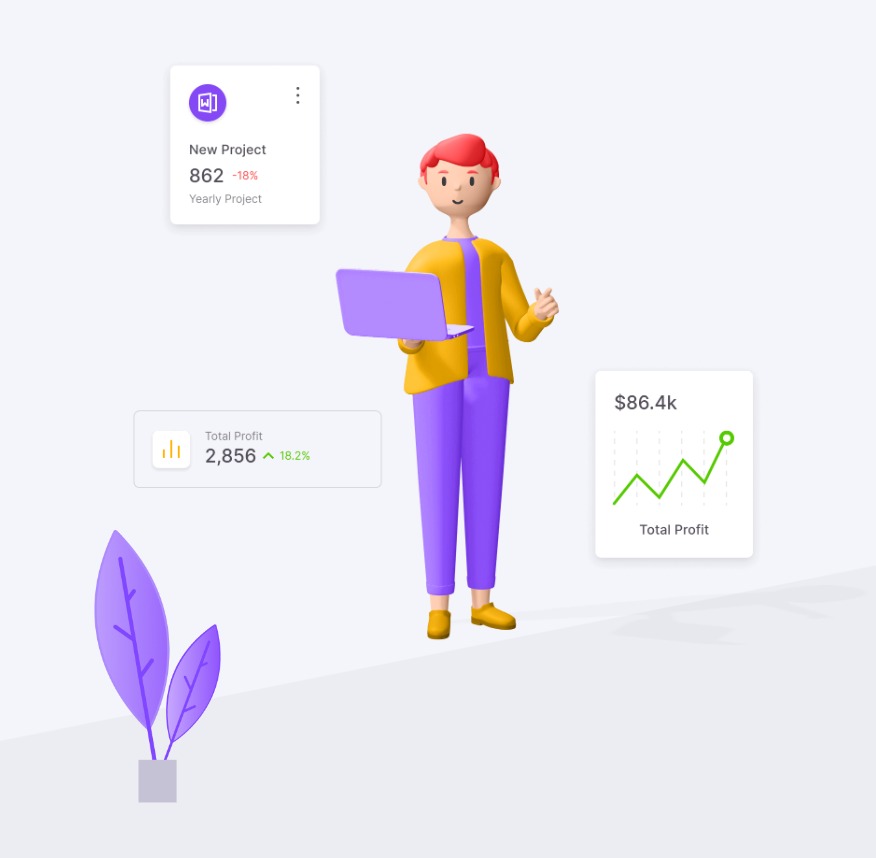 New Project
862 -18%
Yearly Project
Total Profit
2,856 18.2%
$86.4k
Total Profit